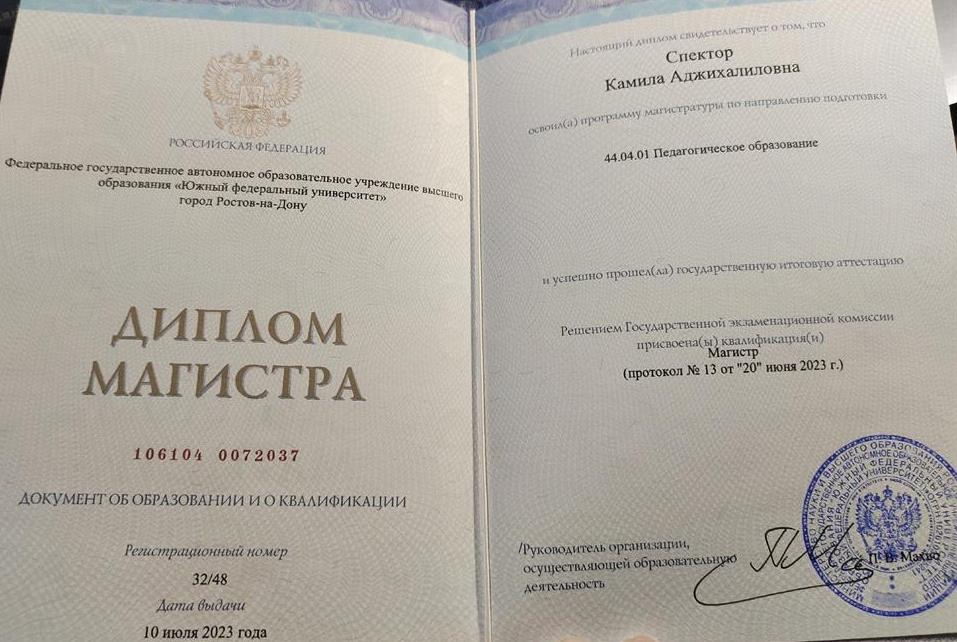 РОССИЙСКАЯ ФЕДЕРАЦИЯ
Федеральное государственное автономное образовательное учреждение высшего
образования «Южный федеральный университет»
город Ростов-на-Дону
ДИПЛОМ
МАГИСТРА
106104 0072037
ДОКУМЕНТ ОБ ОБРАЗОВАНИИ И О КВАЛИФИКАЦИИ
Регистрационный номер
32/48
Дата выдачи
10 июля 2023 года
Настоящий диплом свидетельствует о том, что
Спектор
Камила Аджихалиловна
освоил(а) программу магистратуры по направлению подготовки
44.04.01 Педагогическое образование
и успешно прошел(ла) государственную итоговую аттестацию
Решением Государственной экзаменационной комиссии
присвоена(ы) квалификация(и)
Магистр
(протокол № 13 от "20" июня 2023 г.)
/Руководитель организации,
осуществляющей образовательную
деятельность